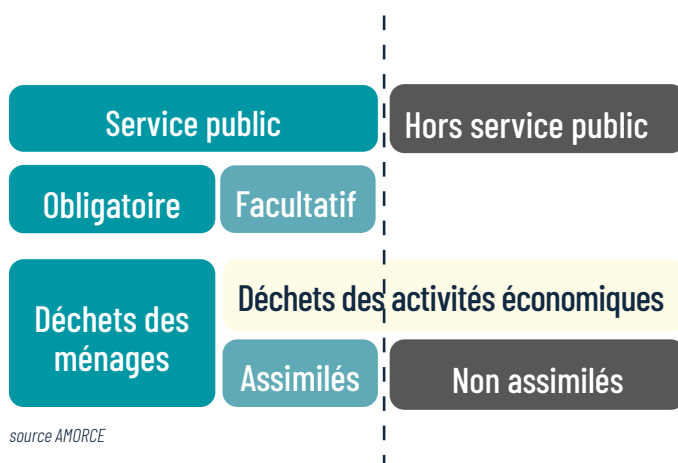 Service public
Hors service public
Obligatoire
Facultatif
Déchets des
ménages
Déchets des activités économiques
Assimilés
Non assimilés
source AMORCE